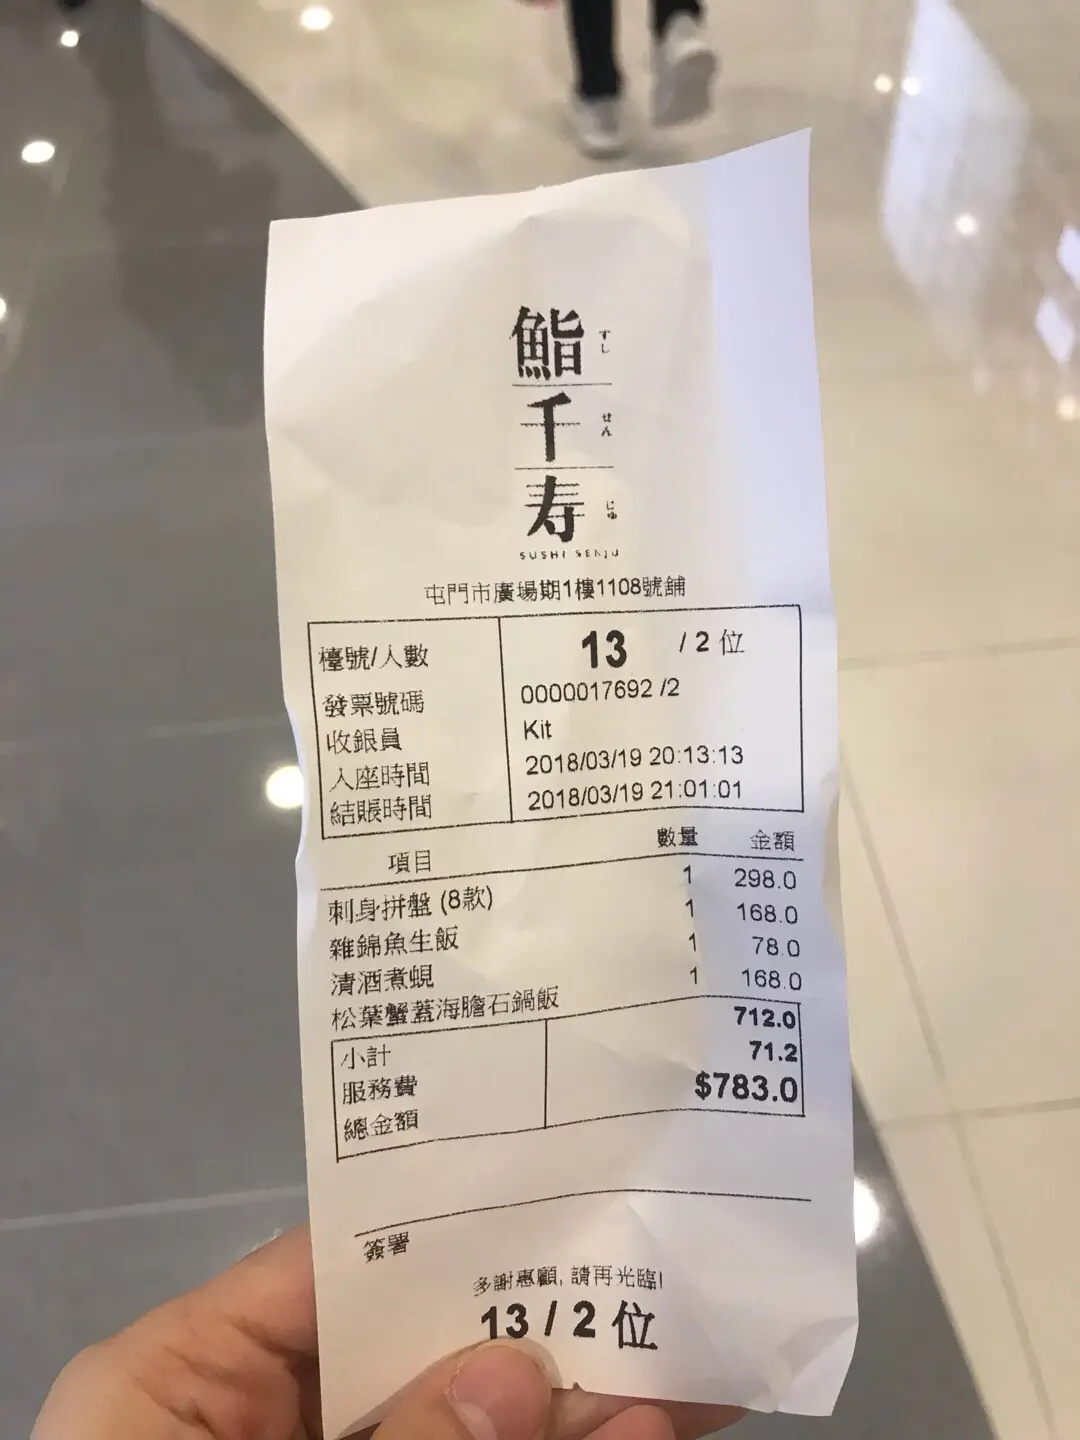 鮨 すし
千 せん
寿 じゅ
SUSHI SENJU
屯門市廣場期1樓1108號舖
檯號/人數 13 / 2 位
發票號碼 0000017692 /2
收銀員 Kit
入座時間 2018/03/19 20:13:13
結賬時間 2018/03/19 21:01:01
項目 數量 金額
刺身拼盤 (8款) 1 298.0
雜錦魚生飯 1 168.0
清酒煮蜆 1 78.0
松葉蟹蓋海膽石鍋飯 1 168.0
小計 712.0
服務費 71.2
總金額 $783.0
簽署
多謝惠顧, 請再光臨!
13 / 2 位